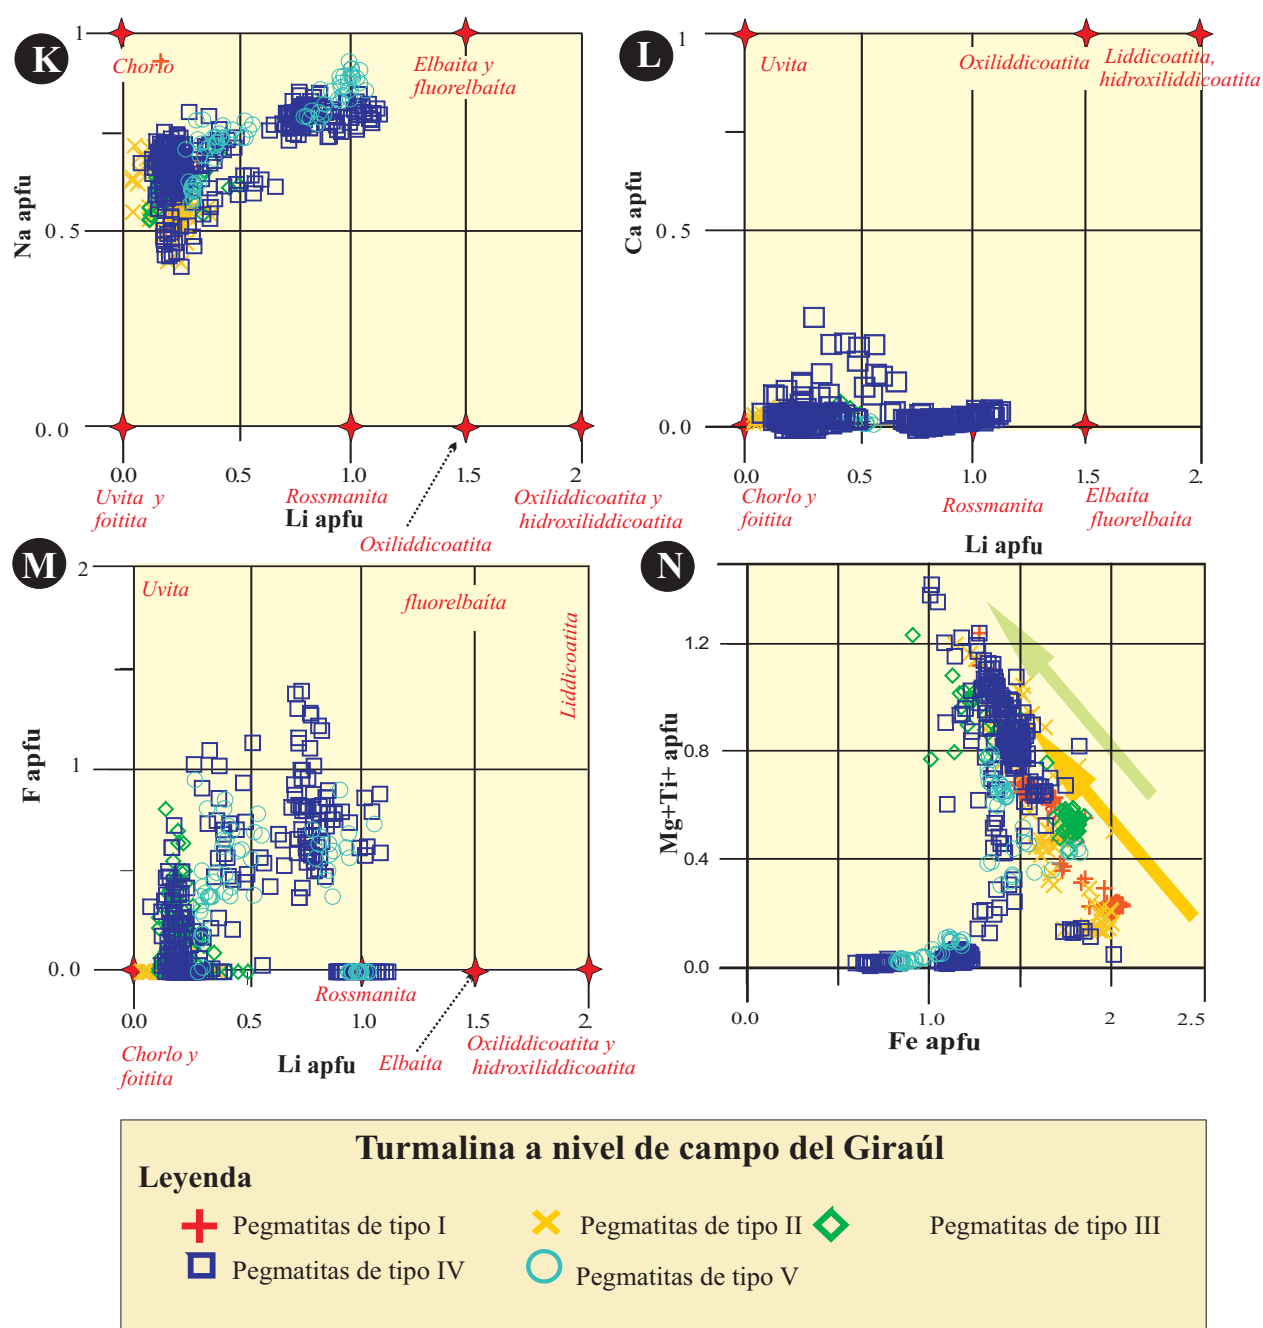 K
1
Chorlo
Elbaita y
fluorelbaíta
Na apfu
0.5
0.0
0.0
0.5
1.0
1.5
2.
Uvita y
foitita
Rossmanita
Li apfu
Oxiliddicoatita
Oxiliddicoatita y
hidroxiliddicoatita
L
1
Uvita
Oxiliddicoatita
Liddicoatita,
hidroxiliddicoatita
Ca apfu
0.5
0.0
0.0
0.5
1.0
1.5
2.
Chorlo y
foitita
Rossmanita
Elbaíta
fluorelbaíta
Li apfu
M
2
Uvita
fluorelbaíta
Liddicoatita
F apfu
1
0.0
Rossmanita
0.0
0.5
1.0
1.5
2.
Chorlo y
foitita
Li apfu
Elbaíta
Oxiliddicoatita y
hidroxiliddicoatita
N
1.2
Mg+Ti+ apfu
0.8
0.4
0.0
0.0
1.0
2
2.5
Fe apfu
Turmalina a nivel de campo del Giraúl
Leyenda
Pegmatitas de tipo I
Pegmatitas de tipo II
Pegmatitas de tipo III
Pegmatitas de tipo IV
Pegmatitas de tipo V